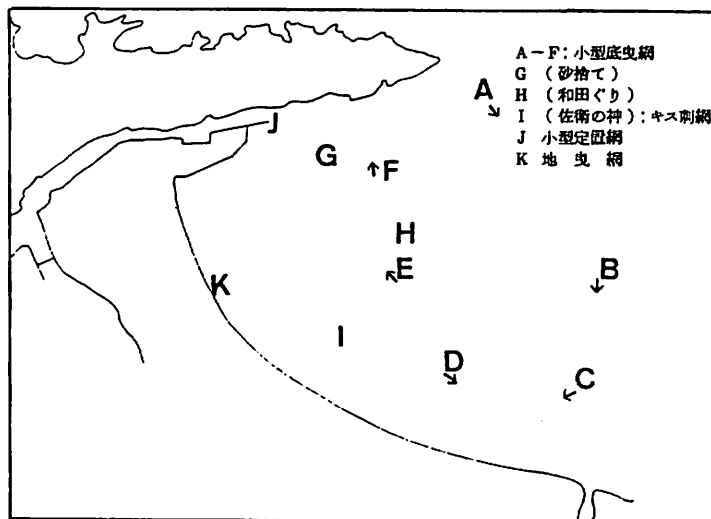 A－F：小型底曳網
G （砂捨て）
H （和田ぐり）
I （佐衛の神）：キス刺網
J 小型定置網
K 地曳網
A
J
G
F
H
E
B
K
I
D
C